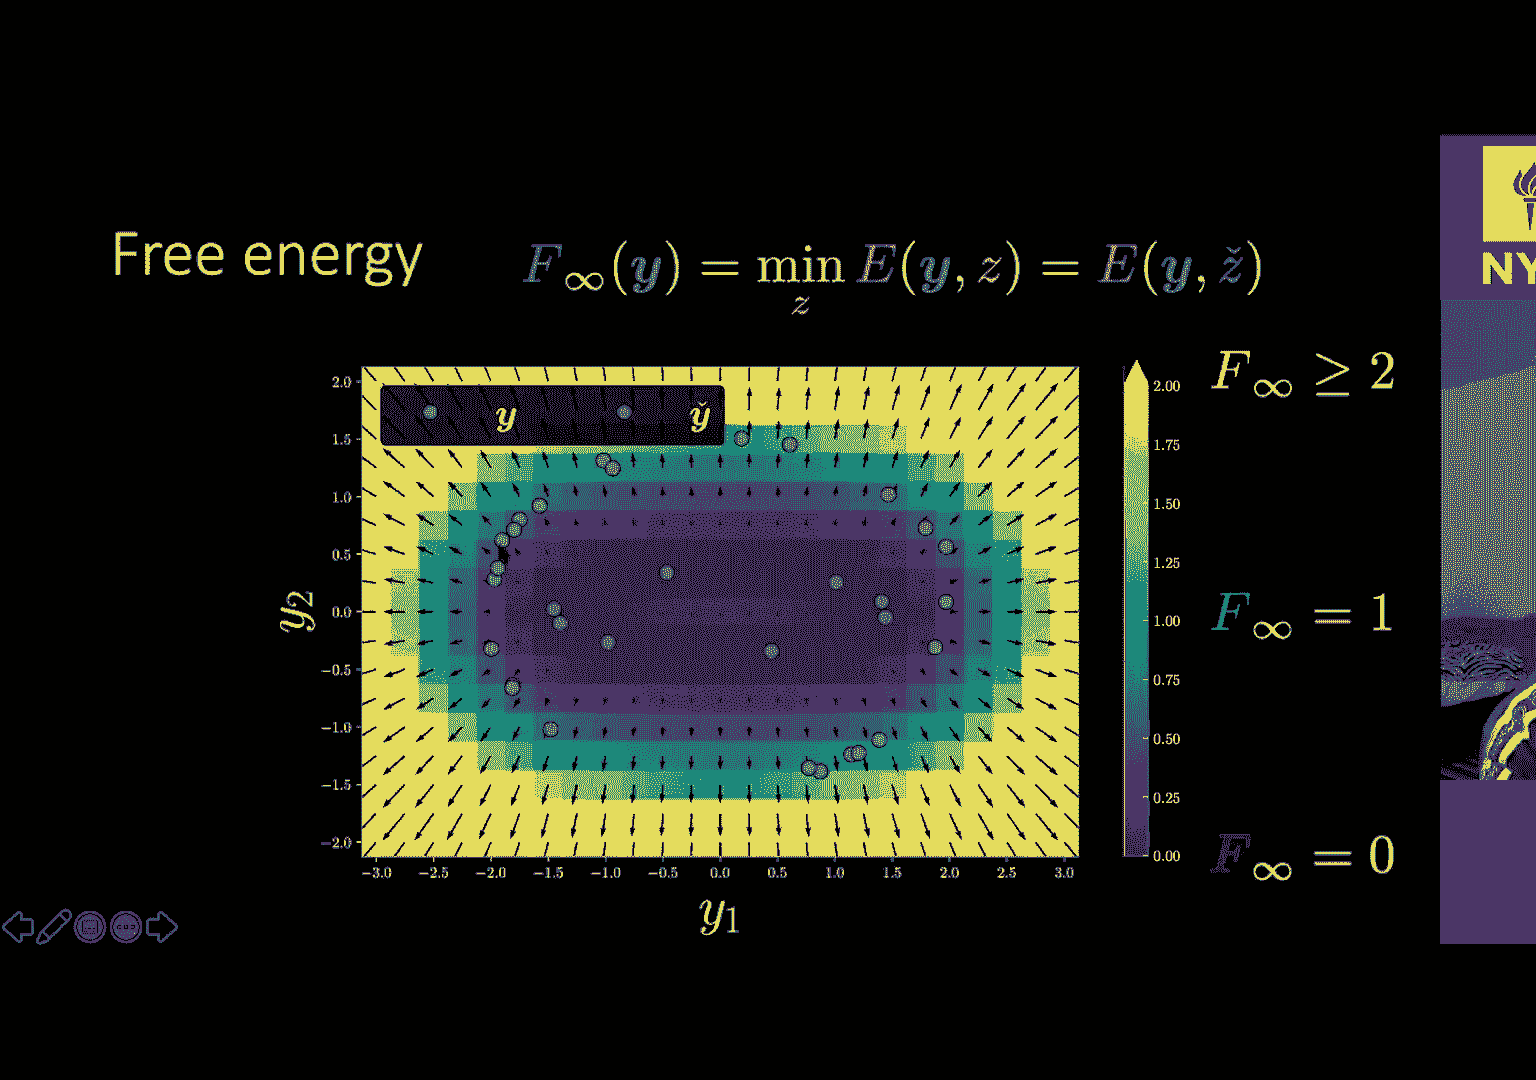 Free energy
F∞(y) = min E(y, z) = E(y, ž)
z
F∞ ≥ 2
y
y̌
2.0
1.5
1.0
0.5
0.0
−0.5
−1.0
−1.5
−2.0
y2
−3.0 −2.5 −2.0 −1.5 −1.0 −0.5 0.0 0.5 1.0 1.5 2.0 2.5 3.0
y1
2.00
1.75
1.50
1.25
1.00
0.75
0.50
0.25
0.00
F∞ = 1
F∞ = 0
NY